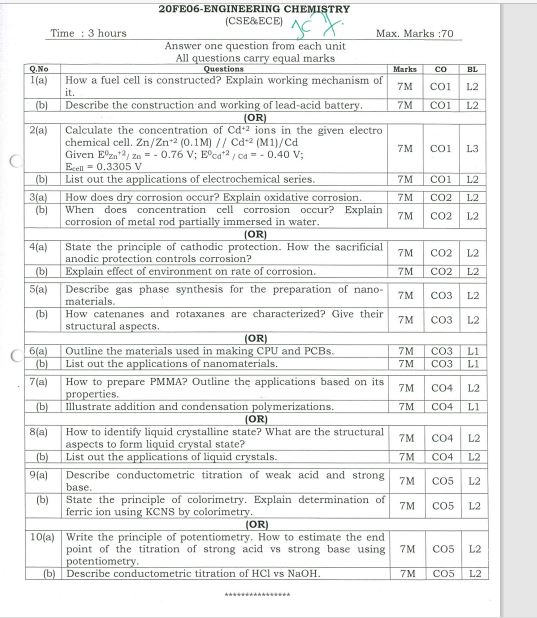 20FE06-ENGINEERING CHEMISTRY
(CSE&ECE)
Time : 3 hours Max. Marks :70
Answer one question from each unit
All questions carry equal marks
Q.No Questions Marks CO BL
1(a) How a fuel cell is constructed? Explain working mechanism of it. 7M CO1 L2
(b) Describe the construction and working of lead-acid battery. 7M CO1 L2
(OR)
2(a) Calculate the concentration of Cd+2 ions in the given electro
chemical cell. Zn/Zn+2 (0.1M) // Cd+2 (M1)/Cd
Given E0Zn+2/ Zn = - 0.76 V; E0Cd+2 / Cd = - 0.40 V; 7M CO1 L3
Ecell = 0.3305 V
(b) List out the applications of electrochemical series. 7M CO1 L2
3(a) How does dry corrosion occur? Explain oxidative corrosion. 7M CO2 L2
(b) When does concentration cell corrosion occur? Explain
corrosion of metal rod partially immersed in water. 7M CO2 L2
(OR)
4(a) State the principle of cathodic protection. How the sacrificial
anodic protection controls corrosion? 7M CO2 L2
(b) Explain effect of environment on rate of corrosion. 7M CO2 L2
5(a) Describe gas phase synthesis for the preparation of nano-
materials. 7M CO3 L2
(b) How catenanes and rotaxanes are characterized? Give their
structural aspects. 7M CO3 L2
(OR)
6(a) Outline the materials used in making CPU and PCBs. 7M CO3 L1
(b) List out the applications of nanomaterials. 7M CO3 L1
7(a) How to prepare PMMA? Outline the applications based on its
properties. 7M CO4 L2
(b) Illustrate addition and condensation polymerizations. 7M CO4 L1
(OR)
8(a) How to identify liquid crystalline state? What are the structural
aspects to form liquid crystal state? 7M CO4 L2
(b) List out the applications of liquid crystals. 7M CO4 L2
9(a) Describe conductometric titration of weak acid and strong
base. 7M CO5 L2
(b) State the principle of colorimetry. Explain determination of
ferric ion using KCNS by colorimetry. 7M CO5 L2
(OR)
10(a) Write the principle of potentiometry. How to estimate the end
point of the titration of strong acid vs strong base using 7M CO5 L2
potentiometry.
(b) Describe conductometric titration of HCl vs NaOH. 7M CO5 L2
****************